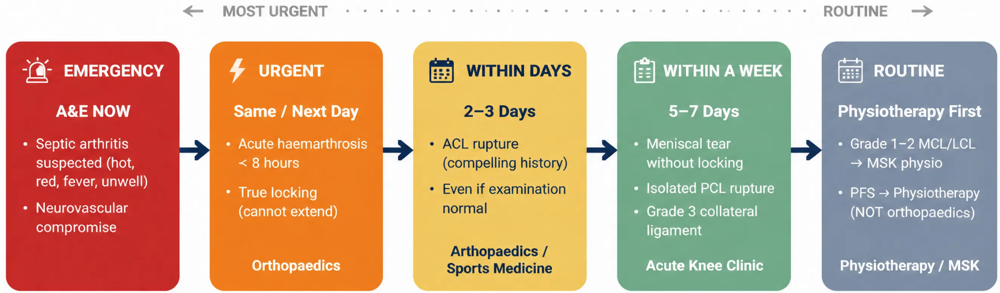 ← MOST URGENT
ROUTINE →
EMERGENCY
A&E NOW
• Septic arthritis
suspected (hot,
red, fever, unwell)
• Neurovascular
compromise
URGENT
Same / Next Day
• Acute haemarthrosis
< 8 hours
• True locking
(cannot extend)
Orthopaedics
WITHIN DAYS
2–3 Days
• ACL rupture
(compelling history)
• Even if examination
normal
Arthopaedics /
Sports Medicine
WITHIN A WEEK
5–7 Days
• Meniscal tear
without locking
• Isolated PCL rupture
• Grade 3 collateral
ligament
Acute Knee Clinic
ROUTINE
Physiotherapy First
• Grade 1–2 MCL/LCL
→ MSK physio
• PFS → Physiotherapy
(NOT orthopaedics)
Physiotherapy / MSK